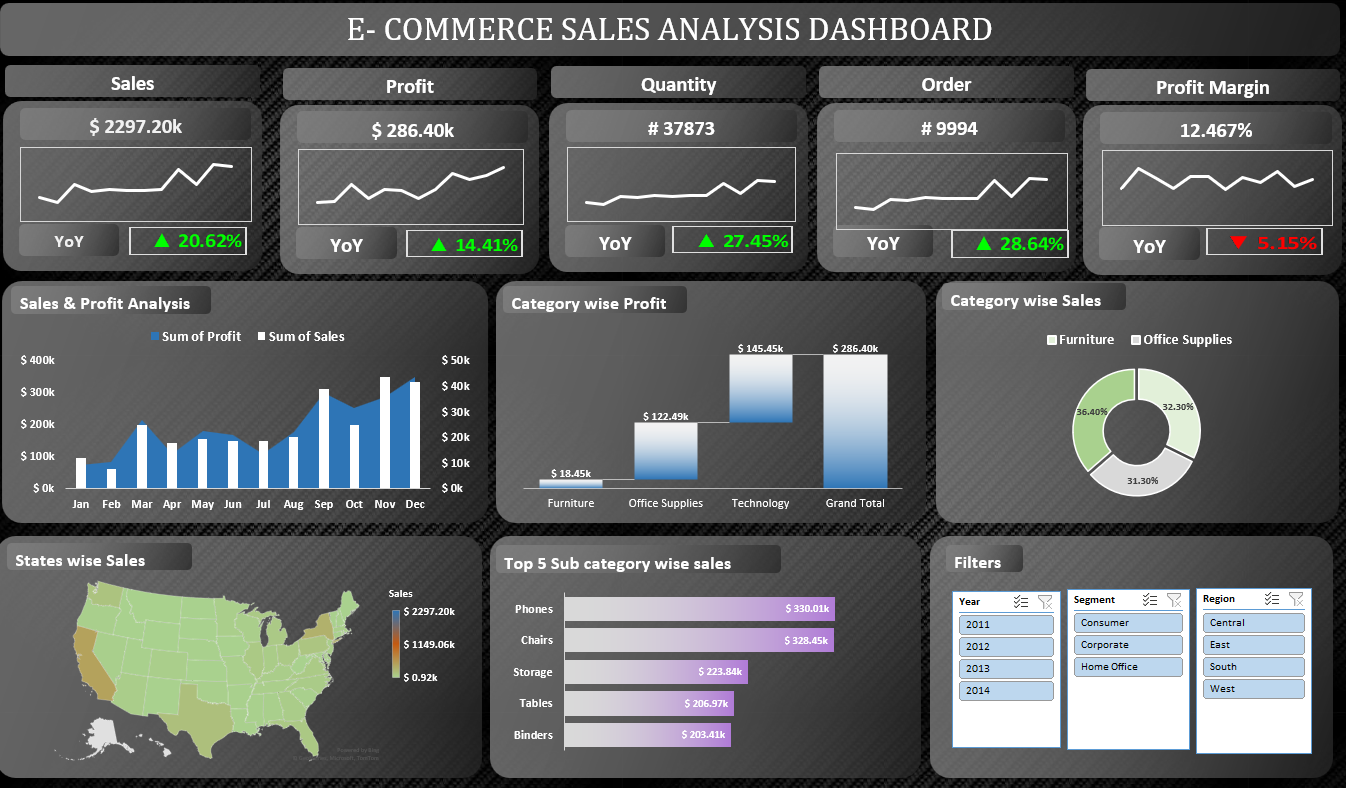 E- COMMERCE SALES ANALYSIS DASHBOARD
Sales
$ 2297.20k
YoY
▲ 20.62%
Profit
$ 286.40k
YoY
▲ 14.41%
Quantity
# 37873
YoY
▲ 27.45%
Order
# 9994
YoY
▲ 28.64%
Profit Margin
12.467%
YoY
▼ 5.15%
Sales & Profit Analysis
Sum of Profit Sum of Sales
$ 400k
$ 300k
$ 200k
$ 100k
$ 0k
$ 50k
$ 40k
$ 30k
$ 20k
$ 10k
$ 0k
Jan Feb Mar Apr May Jun Jul Aug Sep Oct Nov Dec
Category wise Profit
$ 18.45k
$ 122.49k
$ 145.45k
$ 286.40k
Furniture Office Supplies Technology Grand Total
Category wise Sales
Furniture Office Supplies
36.40%
32.30%
31.30%
States wise Sales
Sales
$ 2297.20k
$ 1149.06k
$ 0.92k
Powered by Bing
Top 5 Sub category wise sales
Phones $ 330.01k
Chairs $ 328.45k
Storage $ 223.84k
Tables $ 206.97k
Binders $ 203.41k
Filters
Year
2011
2012
2013
2014
Segment
Consumer
Corporate
Home Office
Region
Central
East
South
West